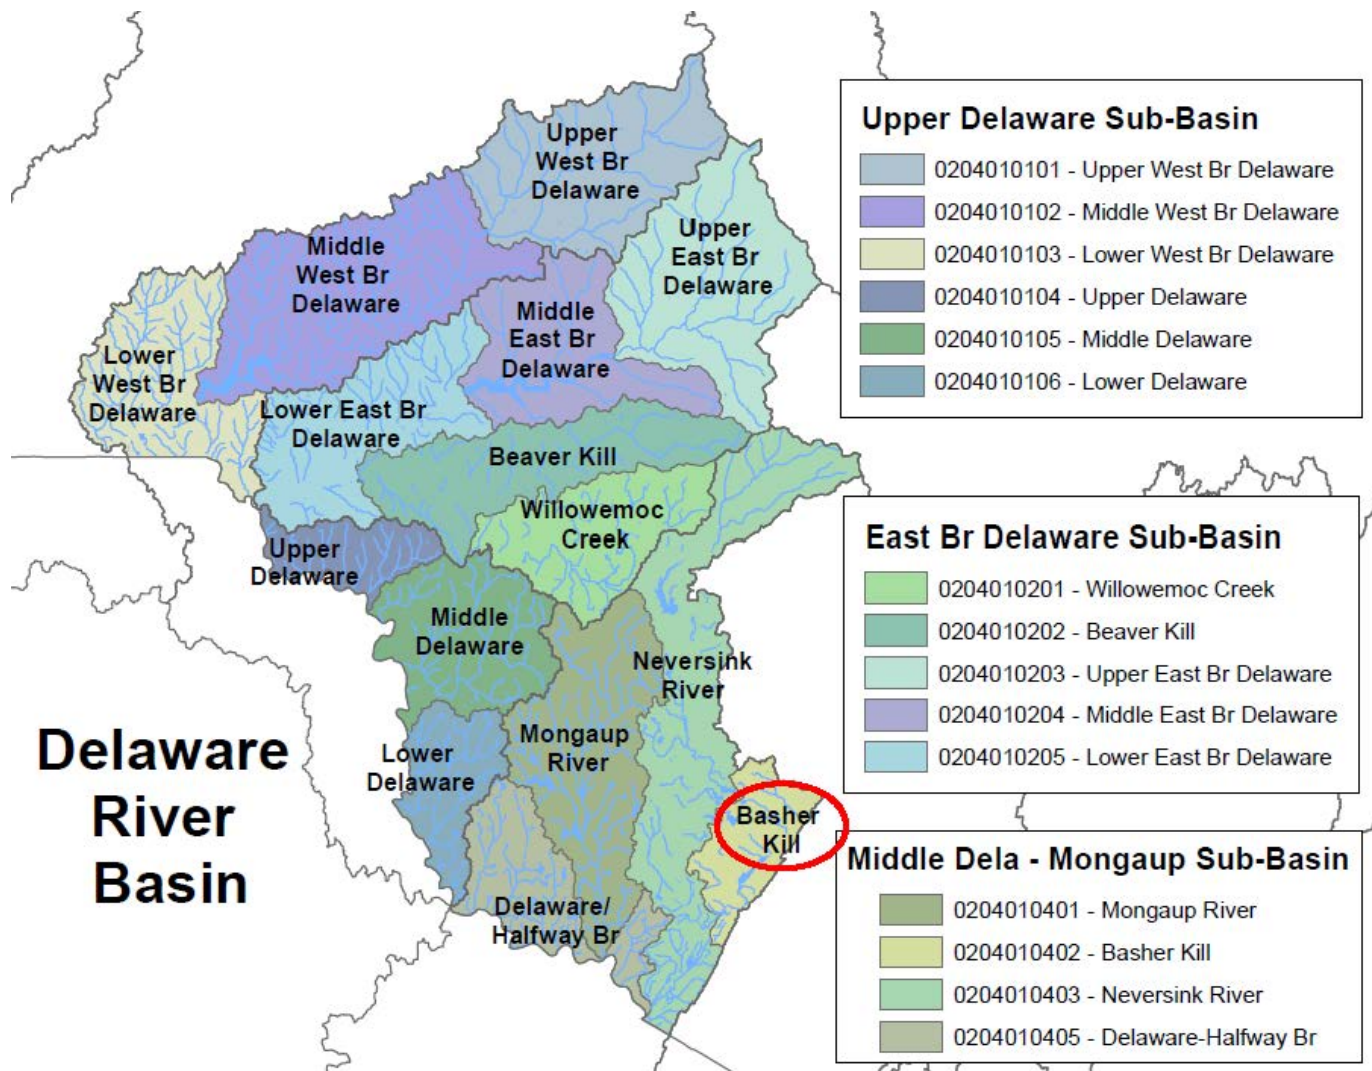 Upper
West Br
Delaware
Middle
West Br
Delaware
Upper
East Br
Delaware
Middle
East Br
Delaware
Lower
West Br
Delaware
Lower East Br
Delaware
Beaver Kill
Willowemoc
Creek
Upper
Delaware
Middle
Delaware
Neversink
River
Mongaup
River
Lower
Delaware
Basher
Kill
Delaware/
Halfway Br
Delaware
River
Basin
Upper Delaware Sub-Basin
0204010101 - Upper West Br Delaware
0204010102 - Middle West Br Delaware
0204010103 - Lower West Br Delaware
0204010104 - Upper Delaware
0204010105 - Middle Delaware
0204010106 - Lower Delaware
East Br Delaware Sub-Basin
0204010201 - Willowemoc Creek
0204010202 - Beaver Kill
0204010203 - Upper East Br Delaware
0204010204 - Middle East Br Delaware
0204010205 - Lower East Br Delaware
Middle Dela - Mongaup Sub-Basin
0204010401 - Mongaup River
0204010402 - Basher Kill
0204010403 - Neversink River
0204010405 - Delaware-Halfway Br